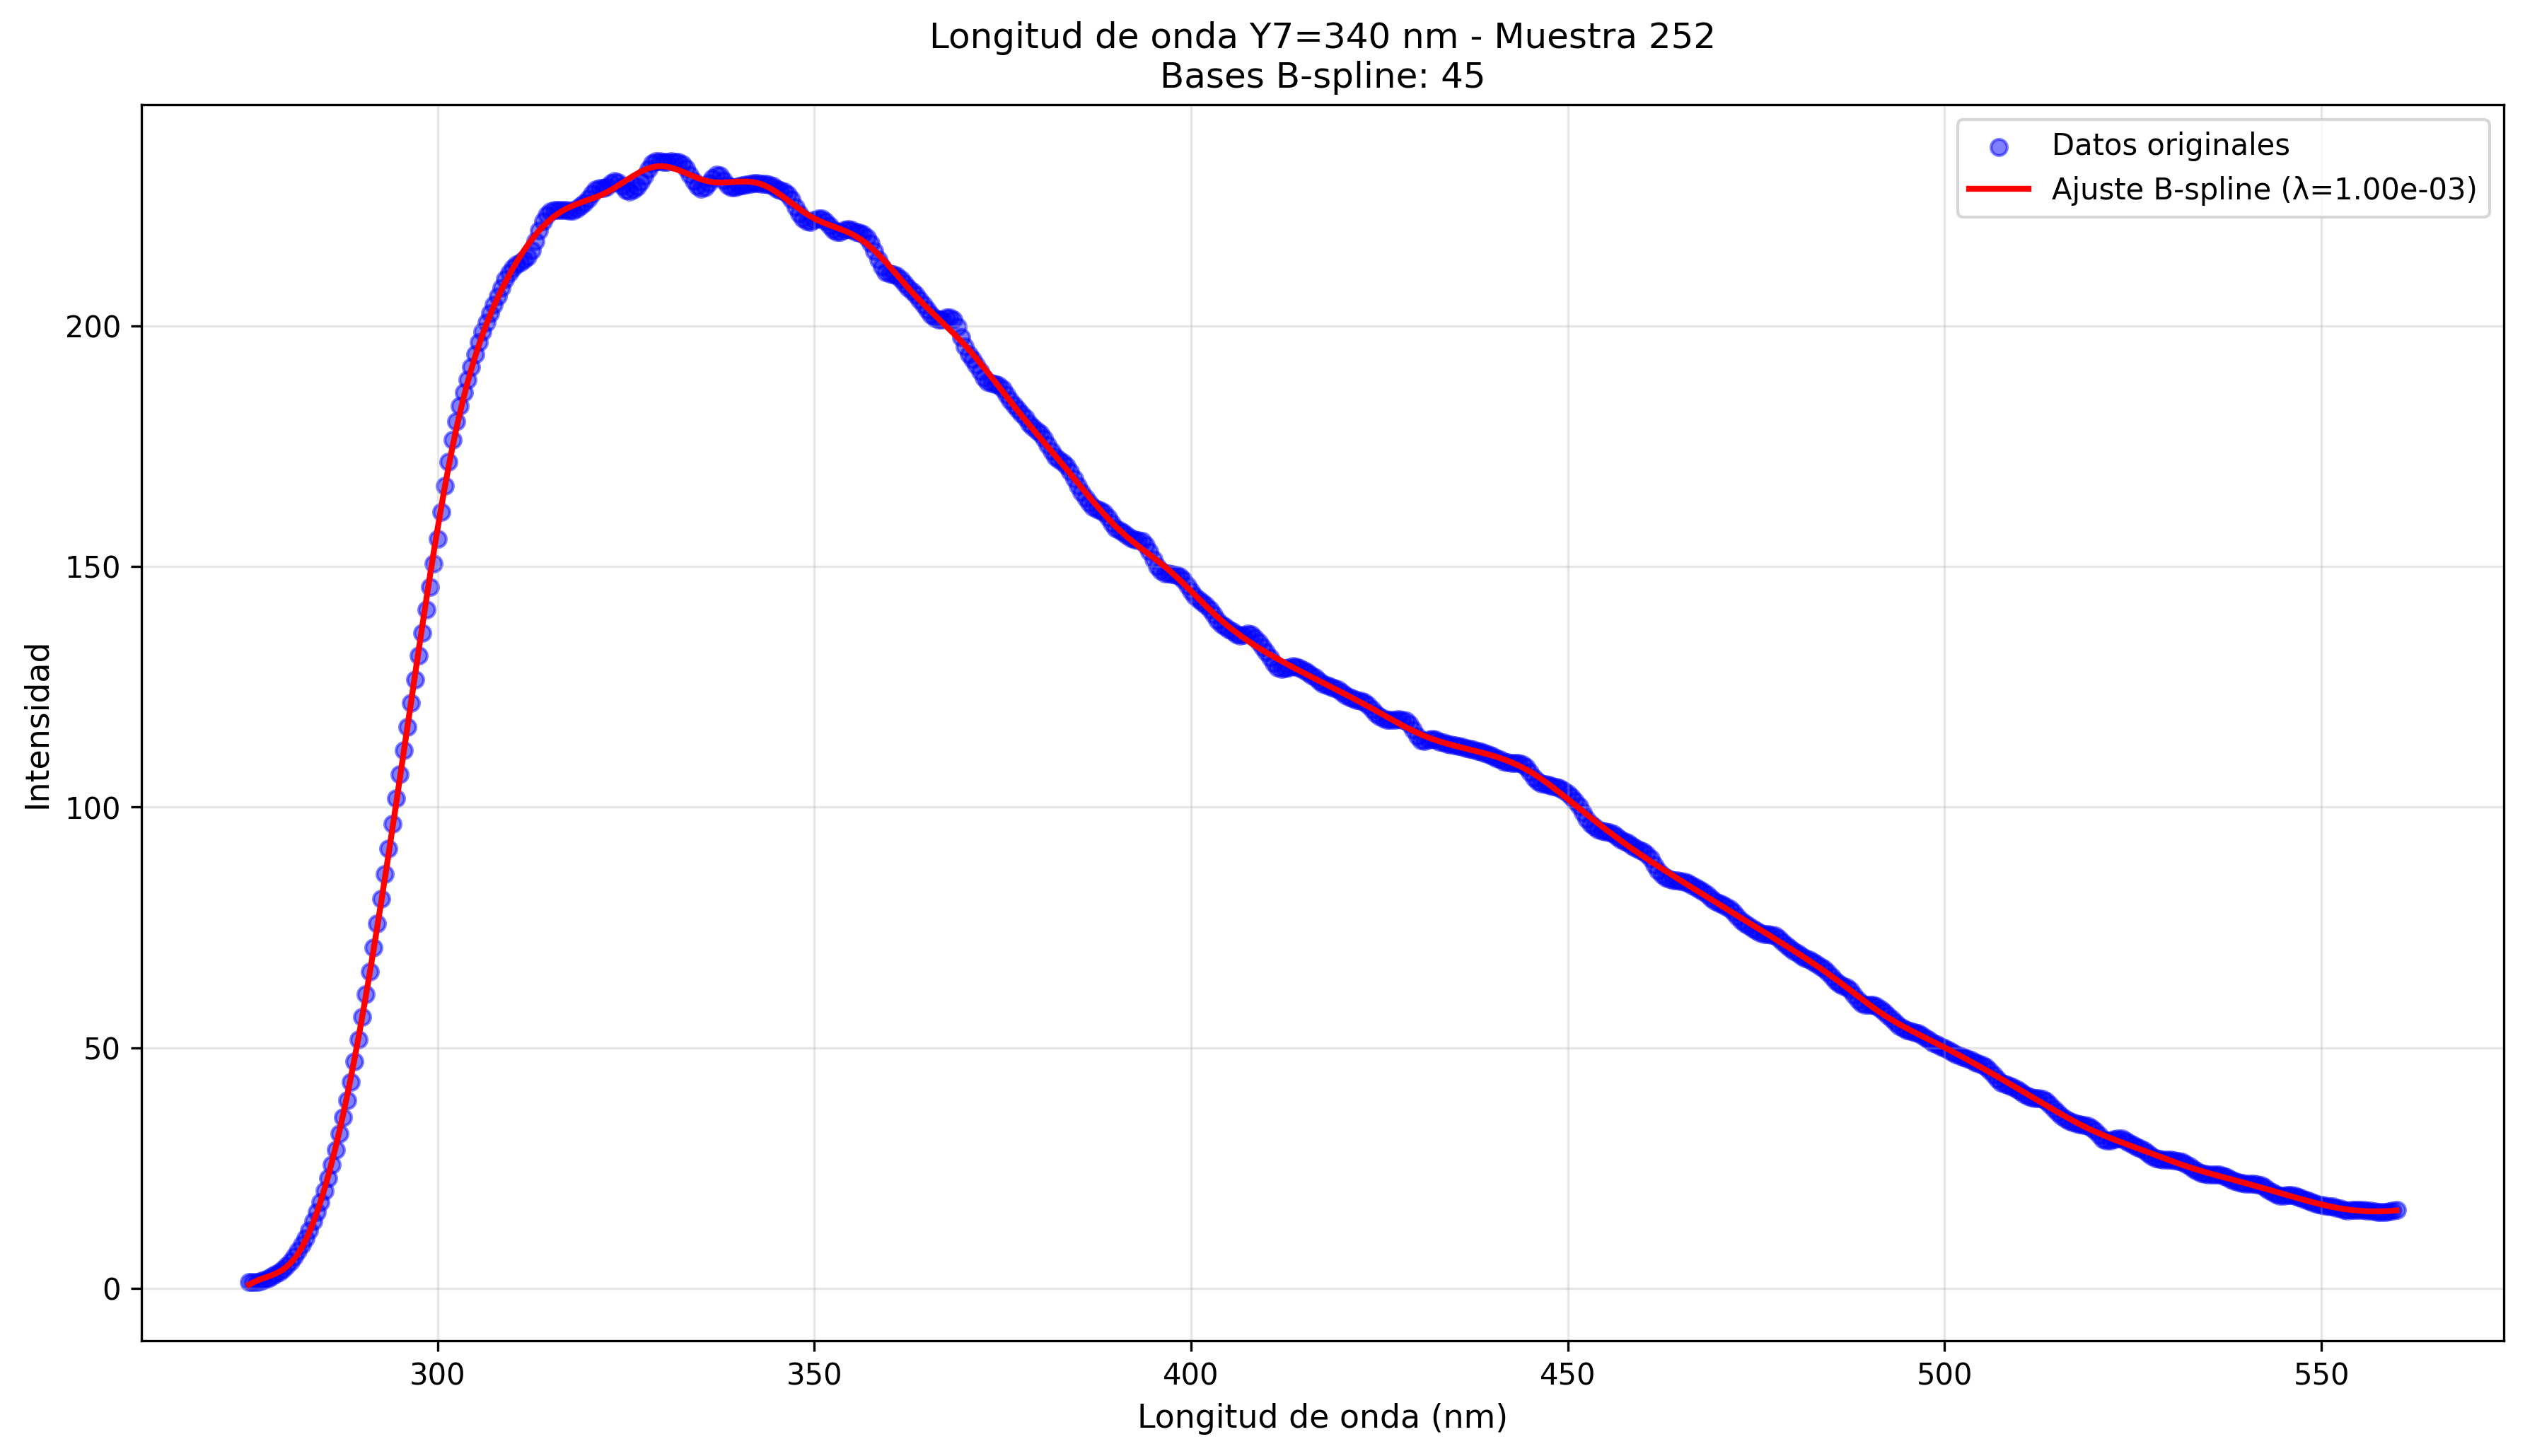 Longitud de onda Y7=340 nm - Muestra 252
Bases B-spline: 45
Datos originales
Ajuste B-spline (λ=1.00e-03)
Intensidad
200
150
100
50
0
300 350 400 450 500 550
Longitud de onda (nm)